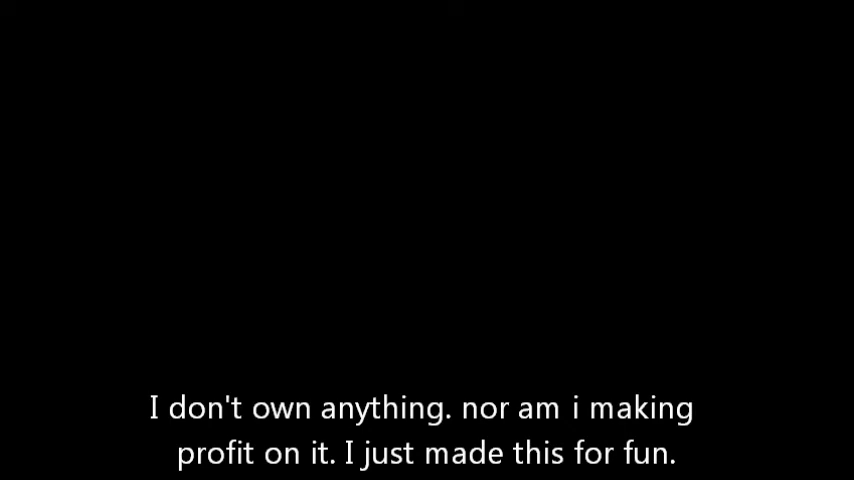 I don't own anything. nor am i making
profit on it. I just made this for fun.